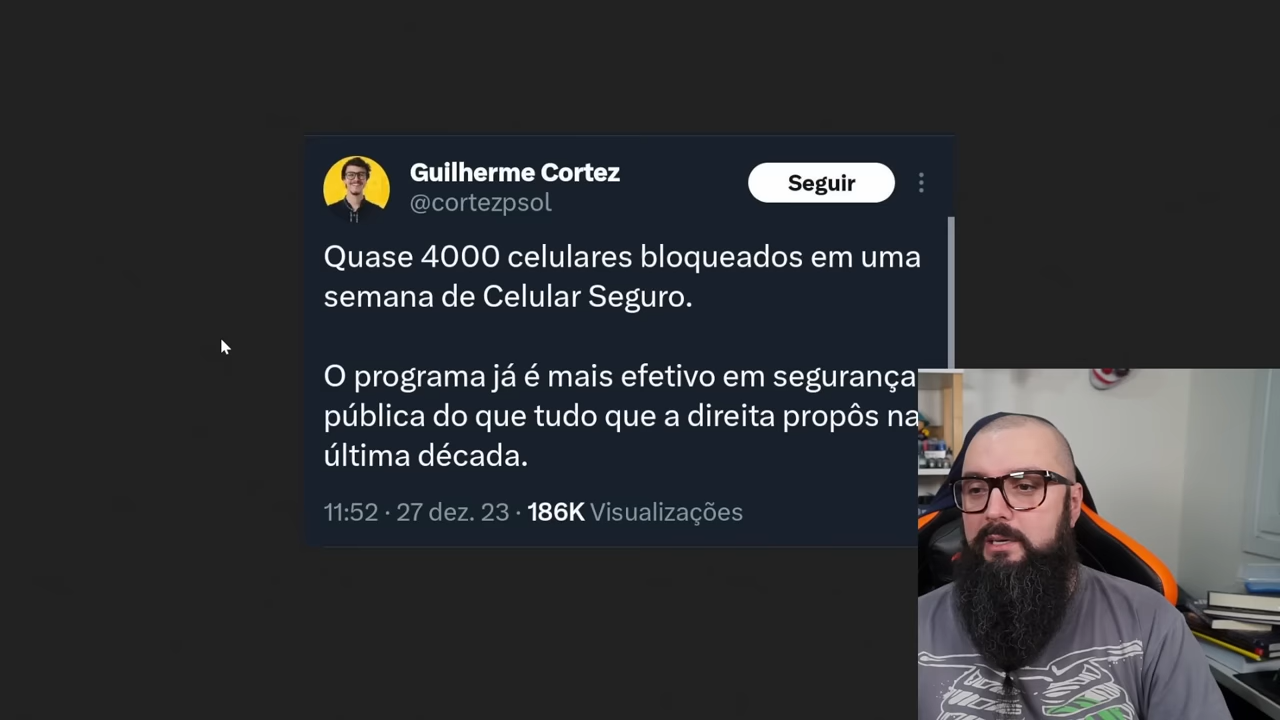 Guilherme Cortez
@cortezpsol
Seguir
Quase 4000 celulares bloqueados em uma
semana de Celular Seguro.
O programa já é mais efetivo em segurança
pública do que tudo que a direita propôs na
última década.
11:52 · 27 dez. 23 · 186K Visualizações